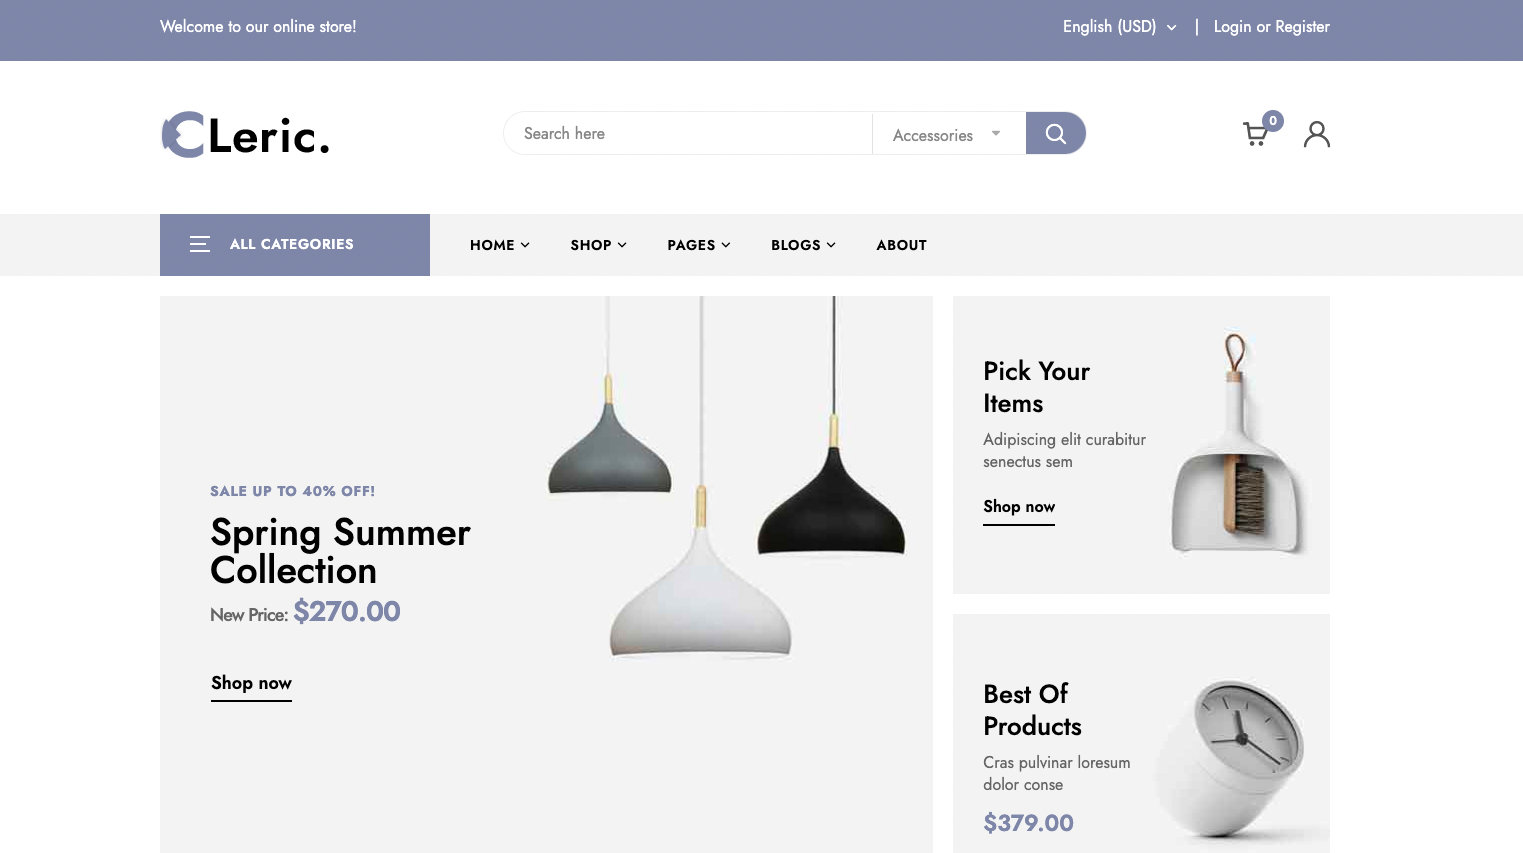 Welcome to our online store!
English (USD) | Login or Register
CLeric.
Search here
Accessories
0
ALL CATEGORIES
HOME
SHOP
PAGES
BLOGS
ABOUT
SALE UP TO 40% OFF!
Spring Summer
Collection
New Price: $270.00
Shop now
Pick Your
Items
Adipiscing elit curabitur
senectus sem
Shop now
Best Of
Products
Cras pulvinar loresum
dolor conse
$379.00